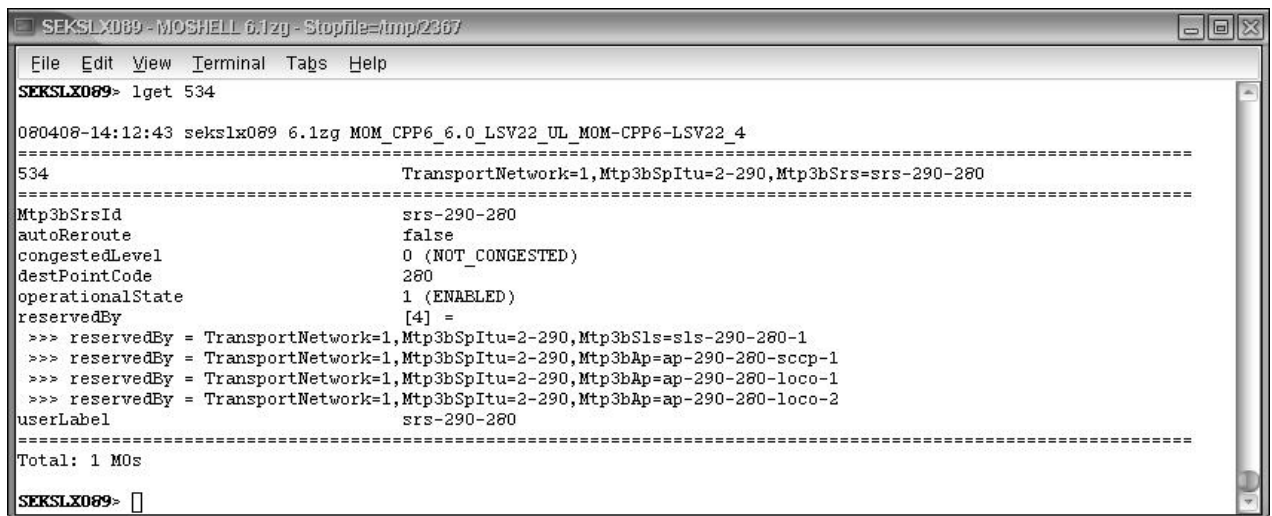 SEKSLX089 - MOSHELL 6.1zg - Stopfile=/tmp/2367
File Edit View Terminal Tabs Help
SEKSLX089> lget 534
080408-14:12:43 sekslx089 6.1zg MOM_CPP6_6.0_LSV22_UL_MOM-CPP6-LSV22_4
=================================================================================================================
534 TransportNetwork=1,Mtp3bSpItu=2-290,Mtp3bSrs=srs-290-280
=================================================================================================================
Mtp3bSrsId srs-290-280
autoReroute false
congestedLevel 0 (NOT_CONGESTED)
destPointCode 280
operationalState 1 (ENABLED)
reservedBy [4] =
>>> reservedBy = TransportNetwork=1,Mtp3bSpItu=2-290,Mtp3bSls=sls-290-280-1
>>> reservedBy = TransportNetwork=1,Mtp3bSpItu=2-290,Mtp3bAp=ap-290-280-sccp-1
>>> reservedBy = TransportNetwork=1,Mtp3bSpItu=2-290,Mtp3bAp=ap-290-280-loco-1
>>> reservedBy = TransportNetwork=1,Mtp3bSpItu=2-290,Mtp3bAp=ap-290-280-loco-2
userLabel srs-290-280
=================================================================================================================
Total: 1 MOs
SEKSLX089>